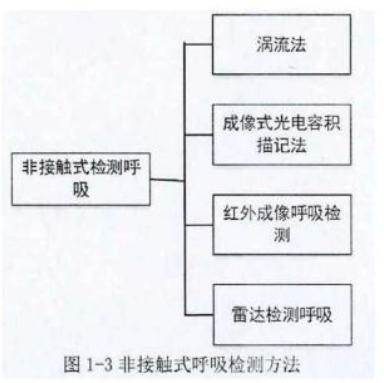 涡流法
成像式光电容积
描记法
非接触式检测呼
吸
红外成像呼吸检
测
雷达检测呼吸
图 1-3 非接触式呼吸检测方法